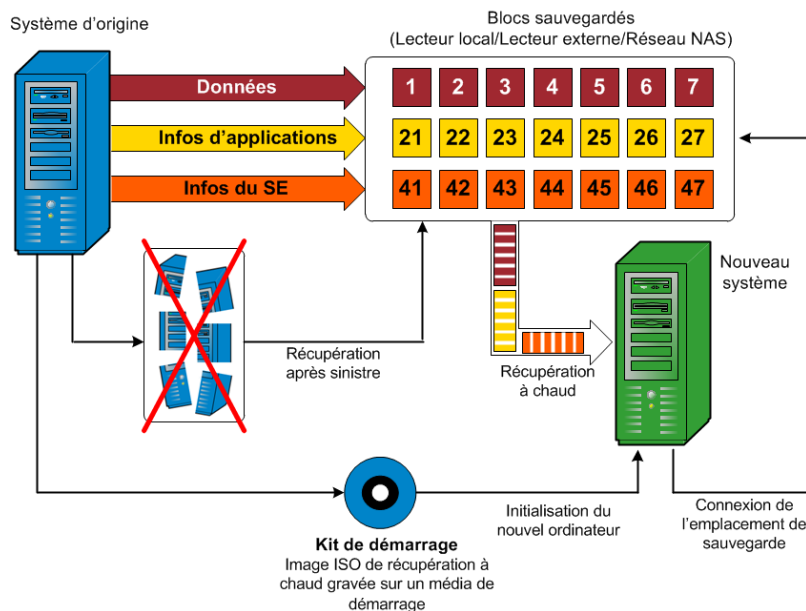 Système d'origine
Blocs sauvegardés
(Lecteur local/Lecteur externe/Réseau NAS)
Données
1 2 3 4 5 6 7
Infos d'applications
21 22 23 24 25 26 27
Infos du SE
41 42 43 44 45 46 47
Nouveau
système
Récupération
après sinistre
Récupération
à chaud
Initialisation du
nouvel ordinateur
Connexion de
l'emplacement de
sauvegarde
Kit de démarrage
Image ISO de récupération à
chaud gravée sur un média de
démarrage